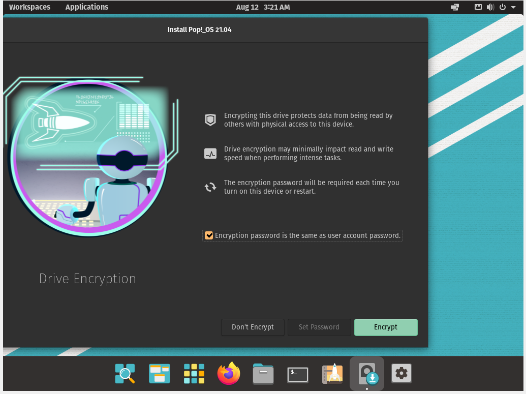 Workspaces Applications Aug 12 3:21 AM
Install Pop!_OS 21.04
Encrypting this drive protects data from being read by
others with physical access to this device.
Drive encryption may minimally impact read and write
speed when performing intense tasks.
The encryption password will be required each time you
turn on this device or restart.
Encryption password is the same as user account password.
Drive Encryption
Don't Encrypt Set Password Encrypt